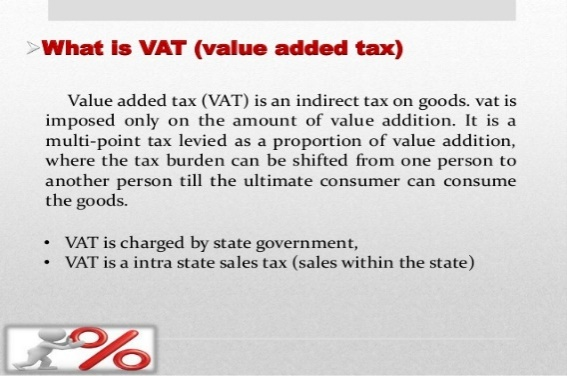 ➢What is VAT (value added tax)
Value added tax (VAT) is an indirect tax on goods. vat is
imposed only on the amount of value addition. It is a
multi-point tax levied as a proportion of value addition,
where the tax burden can be shifted from one person to
another person till the ultimate consumer can consume
the goods.
• VAT is charged by state government,
• VAT is a intra state sales tax (sales within the state)
%